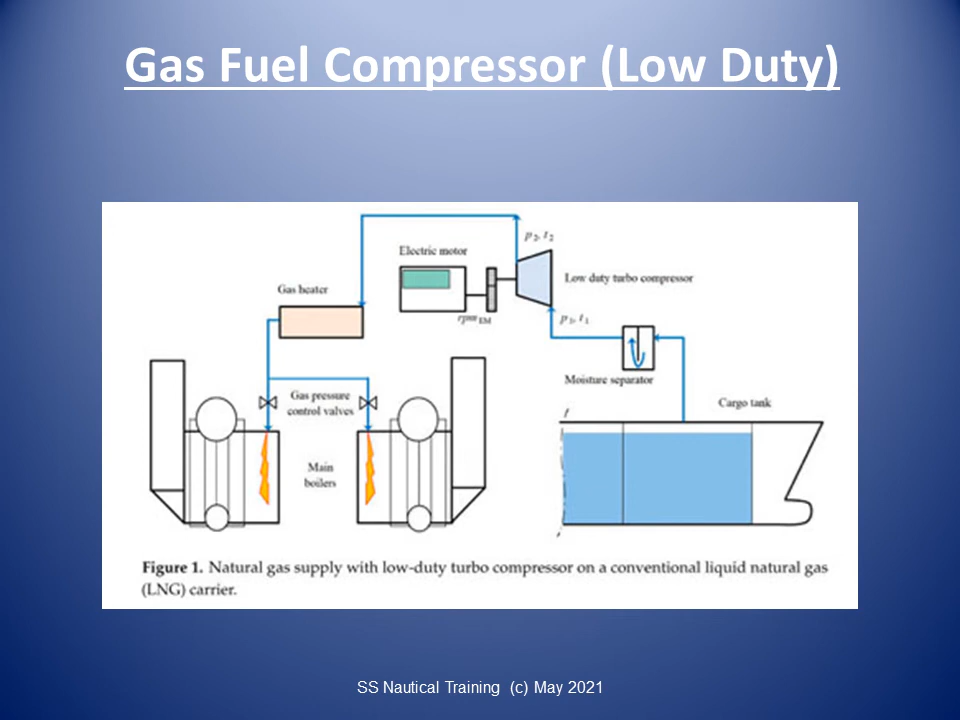 Gas Fuel Compressor (Low Duty)
p₂, t₂
Electric motor
Low duty turbo compressor
Gas heater
rpm EM
p₁, t₁
Moisture separator
Gas pressure
control valves
Cargo tank
Main
boilers
Figure 1. Natural gas supply with low-duty turbo compressor on a conventional liquid natural gas
(LNG) carrier.
SS Nautical Training (c) May 2021